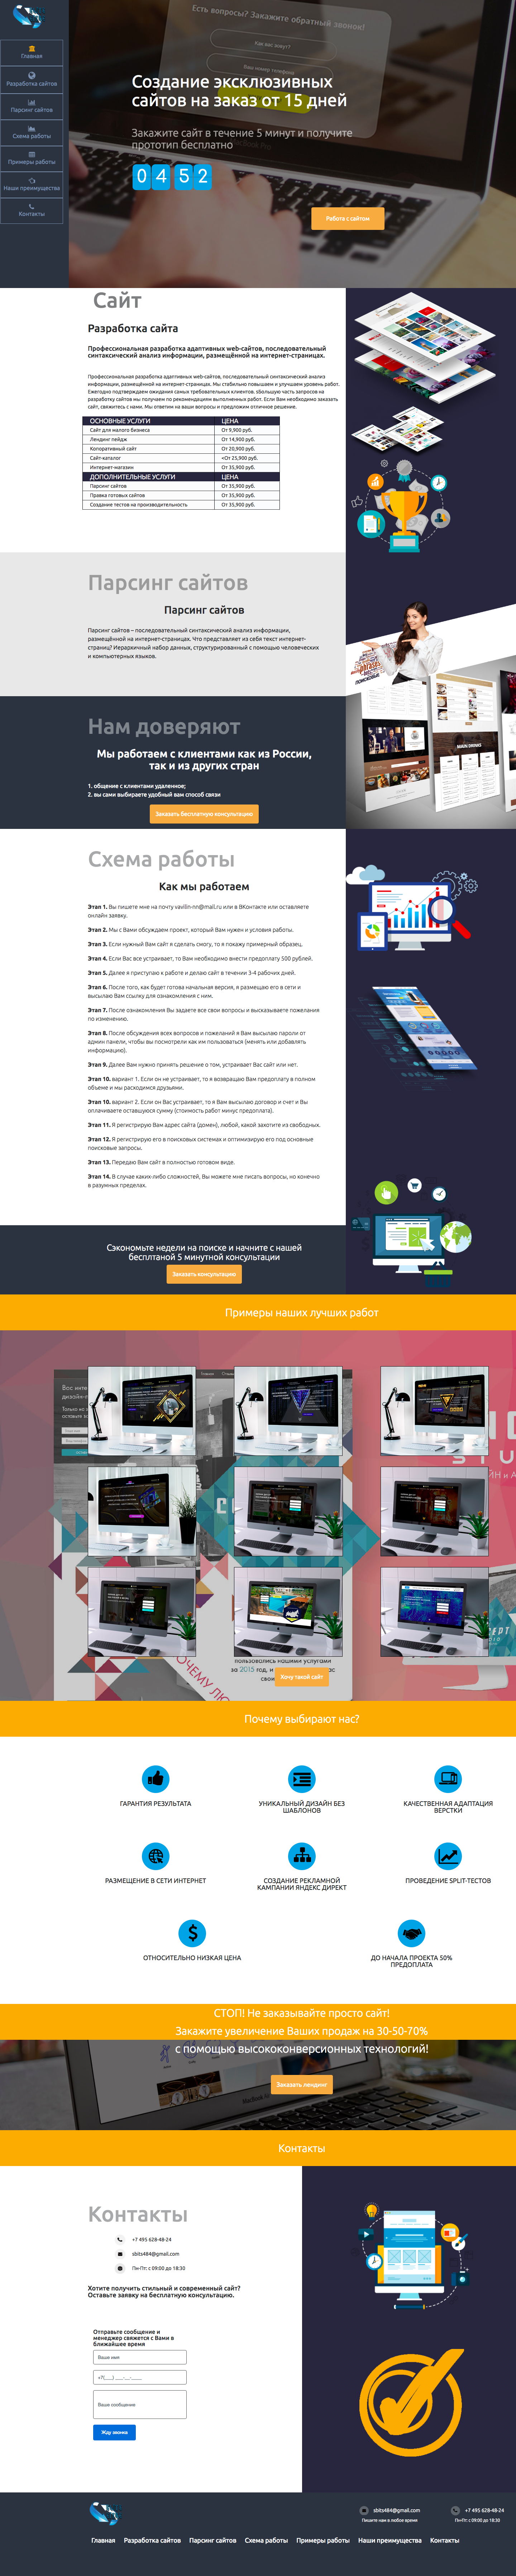 Главная
Разработка сайтов
Парсинг сайтов
Схема работы
Примеры работы
Наши преимущества
Контакты
Есть вопросы? Закажите обратный звонок!
Как вас зовут?
Ваш номер телефона
Создание эксклюзивных
сайтов на заказ от 15 дней
Закажите сайт в течение 5 минут и получите
прототип бесплатно
MacBook Pro
04 52
Работа с сайтом
Сайт
Разработка сайта
Профессиональная разработка адаптивных web-сайтов, последовательный
синтаксический анализ информации, размещённой на интернет-страницах.
Профессиональная разработка адаптивных web-сайтов, последовательный синтаксический анализ
информации, размещённой на интернет-страницах. Мы стабильно повышаем и улучшаем уровень работ.
Ежегодно подтверждаем ожидания самых требовательных клиентов. Большую часть запросов на
разработку сайтов мы получаем по рекомендациям выполненных работ. Если Вам необходимо заказать
сайт, свяжитесь с нами. Мы ответим на ваши вопросы и предложим отличное решение.
ОСНОВНЫЕ УСЛУГИ ЦЕНА
Сайт для малого бизнеса От 9,900 руб.
Лендинг пейдж От 14,900 руб.
Когоративный сайт От 20,900 руб.
Сайт-каталог <От 25,900 руб.
Интернет-магазин От 35,900 руб.
ДОПОЛНИТЕЛЬНЫЕ УСЛУГИ ЦЕНА
Парсинг сайтов От 35,900 руб.
Правка готовых сайтов От 35,900 руб.
Создание тестов на производительность От 35,900 руб.
Парсинг сайтов
Парсинг сайтов
Парсинг сайтов – последовательный синтаксический анализ информации,
размещённой на интернет-страницах. Что представляет из себя текст интернет-
страниц? Иерархичный набор данных, структурированной с помощью человеческих
и компьютерных языков.
MAIN DRINKS
Нам доверяют
Мы работаем с клиентами как из России,
так и из других стран
1. общение с клиентами удаленное;
2. вы сами выбираете удобный вам способ связи
Заказать бесплатную консультацию
Схема работы
Как мы работаем
Этап 1. Вы пишете мне на почту vavilin-nn@mail.ru или в ВКонтакте или оставляете
онлайн заявку.
Этап 2. Мы с Вами обсуждаем проект, который Вам нужен и условия работы.
Этап 3. Если нужный Вам сайт я сделать смогу, то я покажу примерный образец.
Этап 4. Если Вас все устраивает, то Вам необходимо внести предоплату 500 рублей.
Этап 5. Далее я приступаю к работе и делаю сайт в течении 3-4 рабочих дней.
Этап 6. После того, как будет готова начальная версия, я размещаю его в сети и
высылаю Вам ссылку для ознакомления с ним.
Этап 7. После ознакомления Вы задаете все свои вопросы и высказываете пожелания
по изменению.
Этап 8. После обсуждения всех вопросов и пожеланий я Вам высылаю пароли от
админ панели, чтобы вы посмотрели как им пользоваться (менять или добавлять
информацию).
Этап 9. Далее Вам нужно принять решение о том, устраивает Вас сайт или нет.
Этап 10. вариант 1. Если он не устраивает, то я возвращаю Вам предоплату в полном
объеме и мы расходимся друзьями.
Этап 10. вариант 2. Если он Вас устраивает, то я Вам высылаю договор и счет и Вы
оплачиваете оставшуюся сумму (стоимость работ минус предоплата).
Этап 11. Я регистрирую Вам адрес сайта (домен), любой, какой захотите из свободных.
Этап 12. Я регистрирую его в поисковых системах и оптимизирую его под основные
поисковые запросы.
Этап 13. Передаю Вам сайт в полностью готовом виде.
Этап 14. В случае каких-либо сложностей, Вы можете мне писать вопросы, но конечно
в разумных пределах.
Сэкономьте недели на поиске и начните с нашей
бесплтаной 5 минутной консультации
Заказать консультацию
Примеры наших лучших работ
пользовались нашими услугами
за 2015 год, и
Хочу такой сайт
Почему выбирают нас?
ГАРАНТИЯ РЕЗУЛЬТАТА
УНИКАЛЬНЫЙ ДИЗАЙН БЕЗ
ШАБЛОНОВ
КАЧЕСТВЕННАЯ АДАПТАЦИЯ
ВЕРСТКИ
РАЗМЕЩЕНИЕ В СЕТИ ИНТЕРНЕТ
СОЗДАНИЕ РЕКЛАМНОЙ
КАМПАНИИ ЯНДЕКС ДИРЕКТ
ПРОВЕДЕНИЕ SPLIT-ТЕСТОВ
ОТНОСИТЕЛЬНО НИЗКАЯ ЦЕНА
ДО НАЧАЛА ПРОЕКТА 50%
ПРЕДОПЛАТА
СТОП! Не заказывайте просто сайт!
Закажите увеличение Ваших продаж на 30-50-70%
с помощью высококонверсионных технологий!
Заказать лендинг
Контакты
Контакты
+7 495 628-48-24
sbits484@gmail.com
Пн-Пт: с 09:00 до 18:30
Хотите получить стильный и современный сайт?
Оставьте заявку на бесплатную консультацию.
Отправьте сообщение и
менеджер свяжется с Вами в
ближайшее время
Ваше имя
+7(___) ___-__-____
Ваше сообщение
Жду звонка
sbits484@gmail.com
Пишите нам в любое время
+7 495 628-48-24
Пн-Пт: с 09:00 до 18:30
Главная Разработка сайтов Парсинг сайтов Схема работы Примеры работы Наши преимущества Контакты